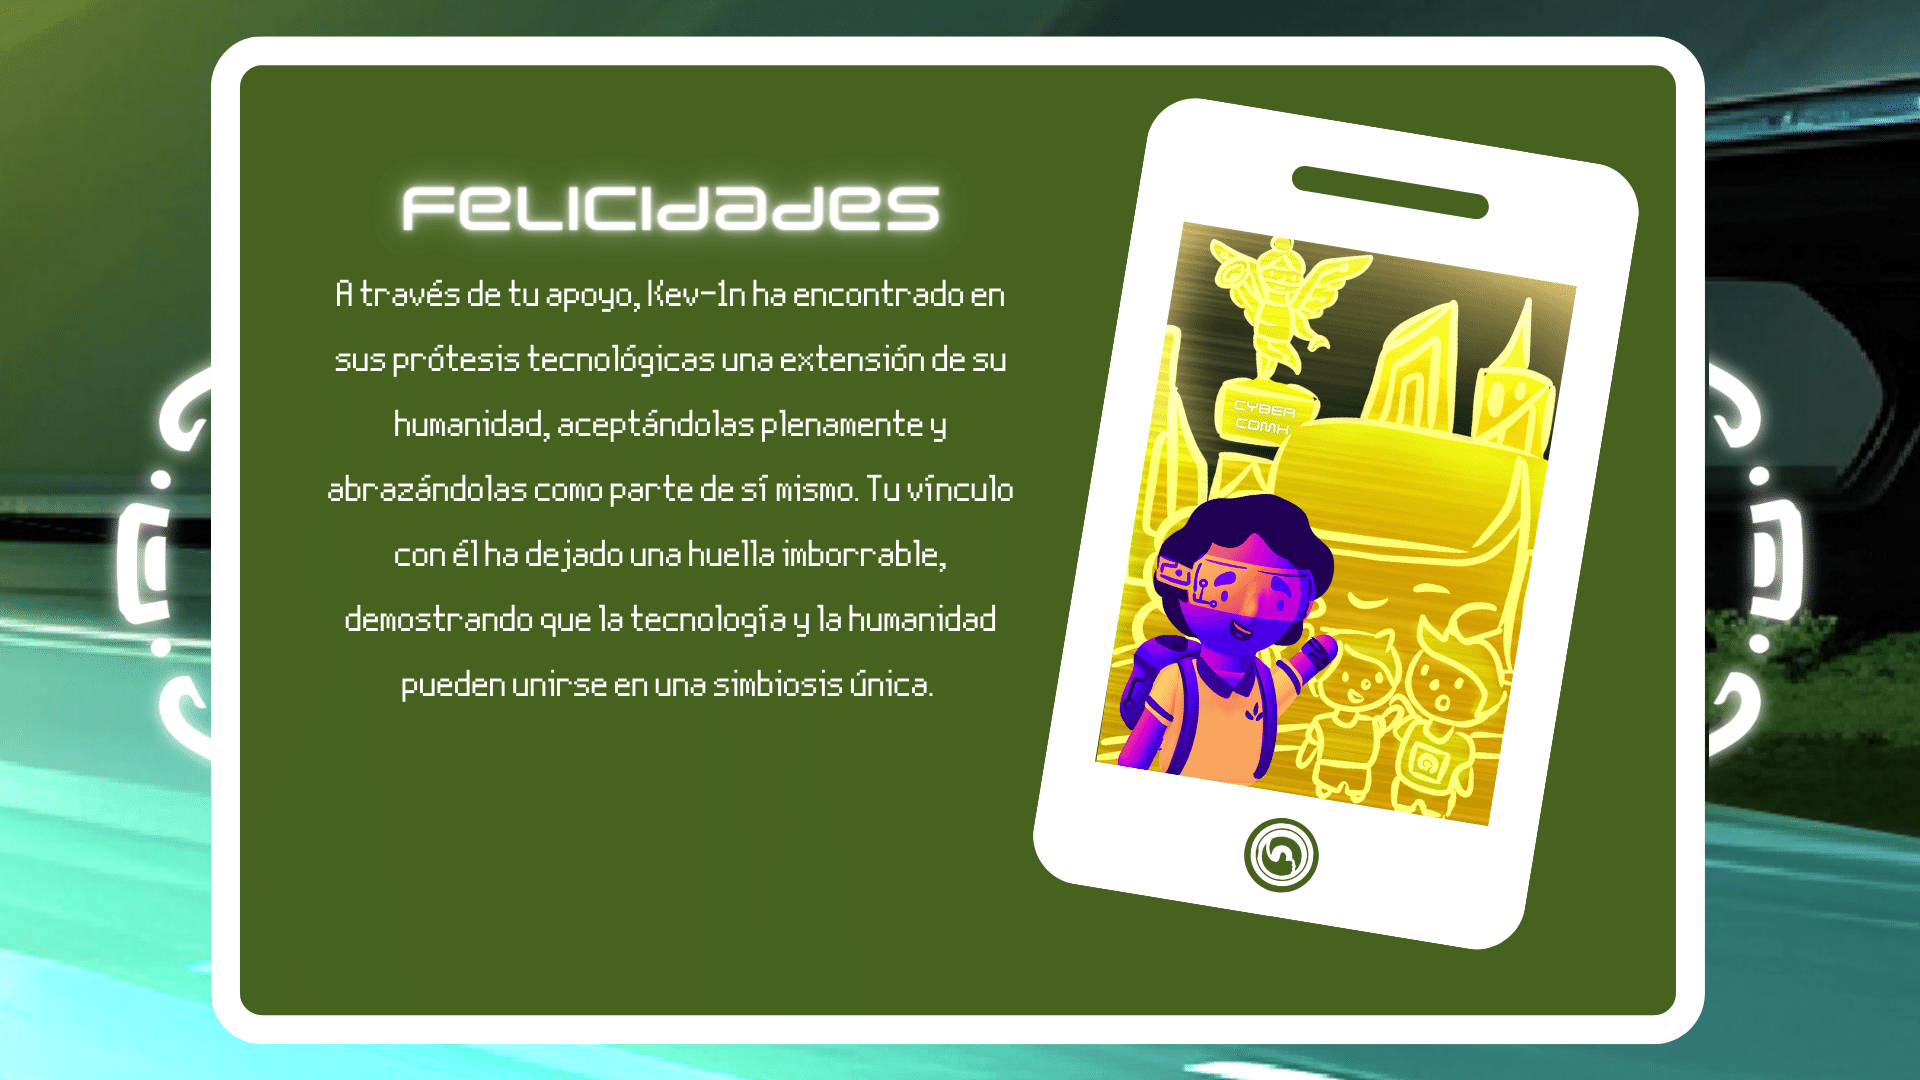 FELICIDADES
A través de tu apoyo, Kev-1n ha encontrado en
sus prótesis tecnológicas una extensión de su
humanidad, aceptándolas plenamente y
abrazándolas como parte de sí mismo. Tu vínculo
con él ha dejado una huella imborrable,
demostrando que la tecnología y la humanidad
pueden unirse en una simbiosis única.
CYBER
CDMX